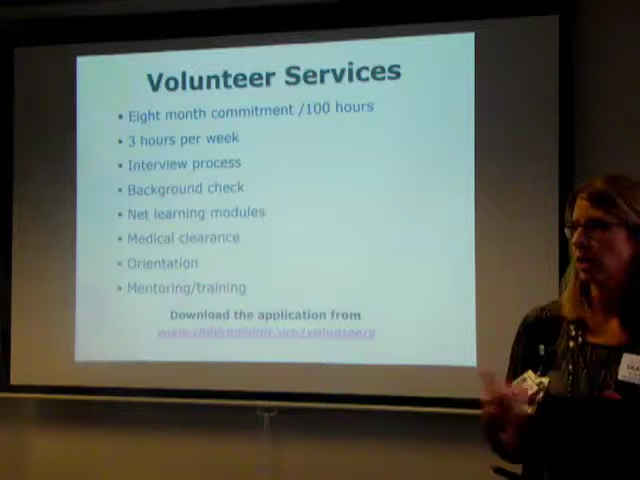 Volunteer Services
• Eight month commitment /100 hours
• 3 hours per week
• Interview process
• Background check
• Net learning modules
• Medical clearance
• Orientation
• Mentoring/training
Download the application from